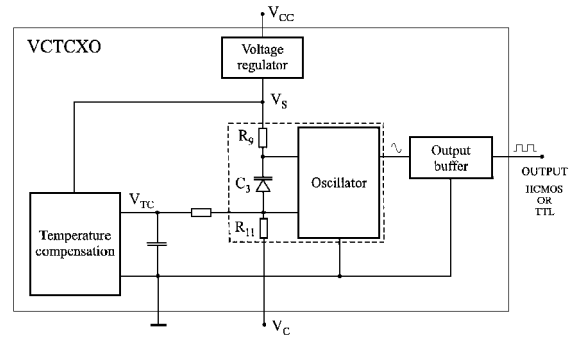 VCC
VCTCXO
Voltage
regulator
VS
R9
C3
Oscillator
Output
buffer
OUTPUT
HCMOS
OR
TTL
VTC
Temperature
compensation
R11
VC